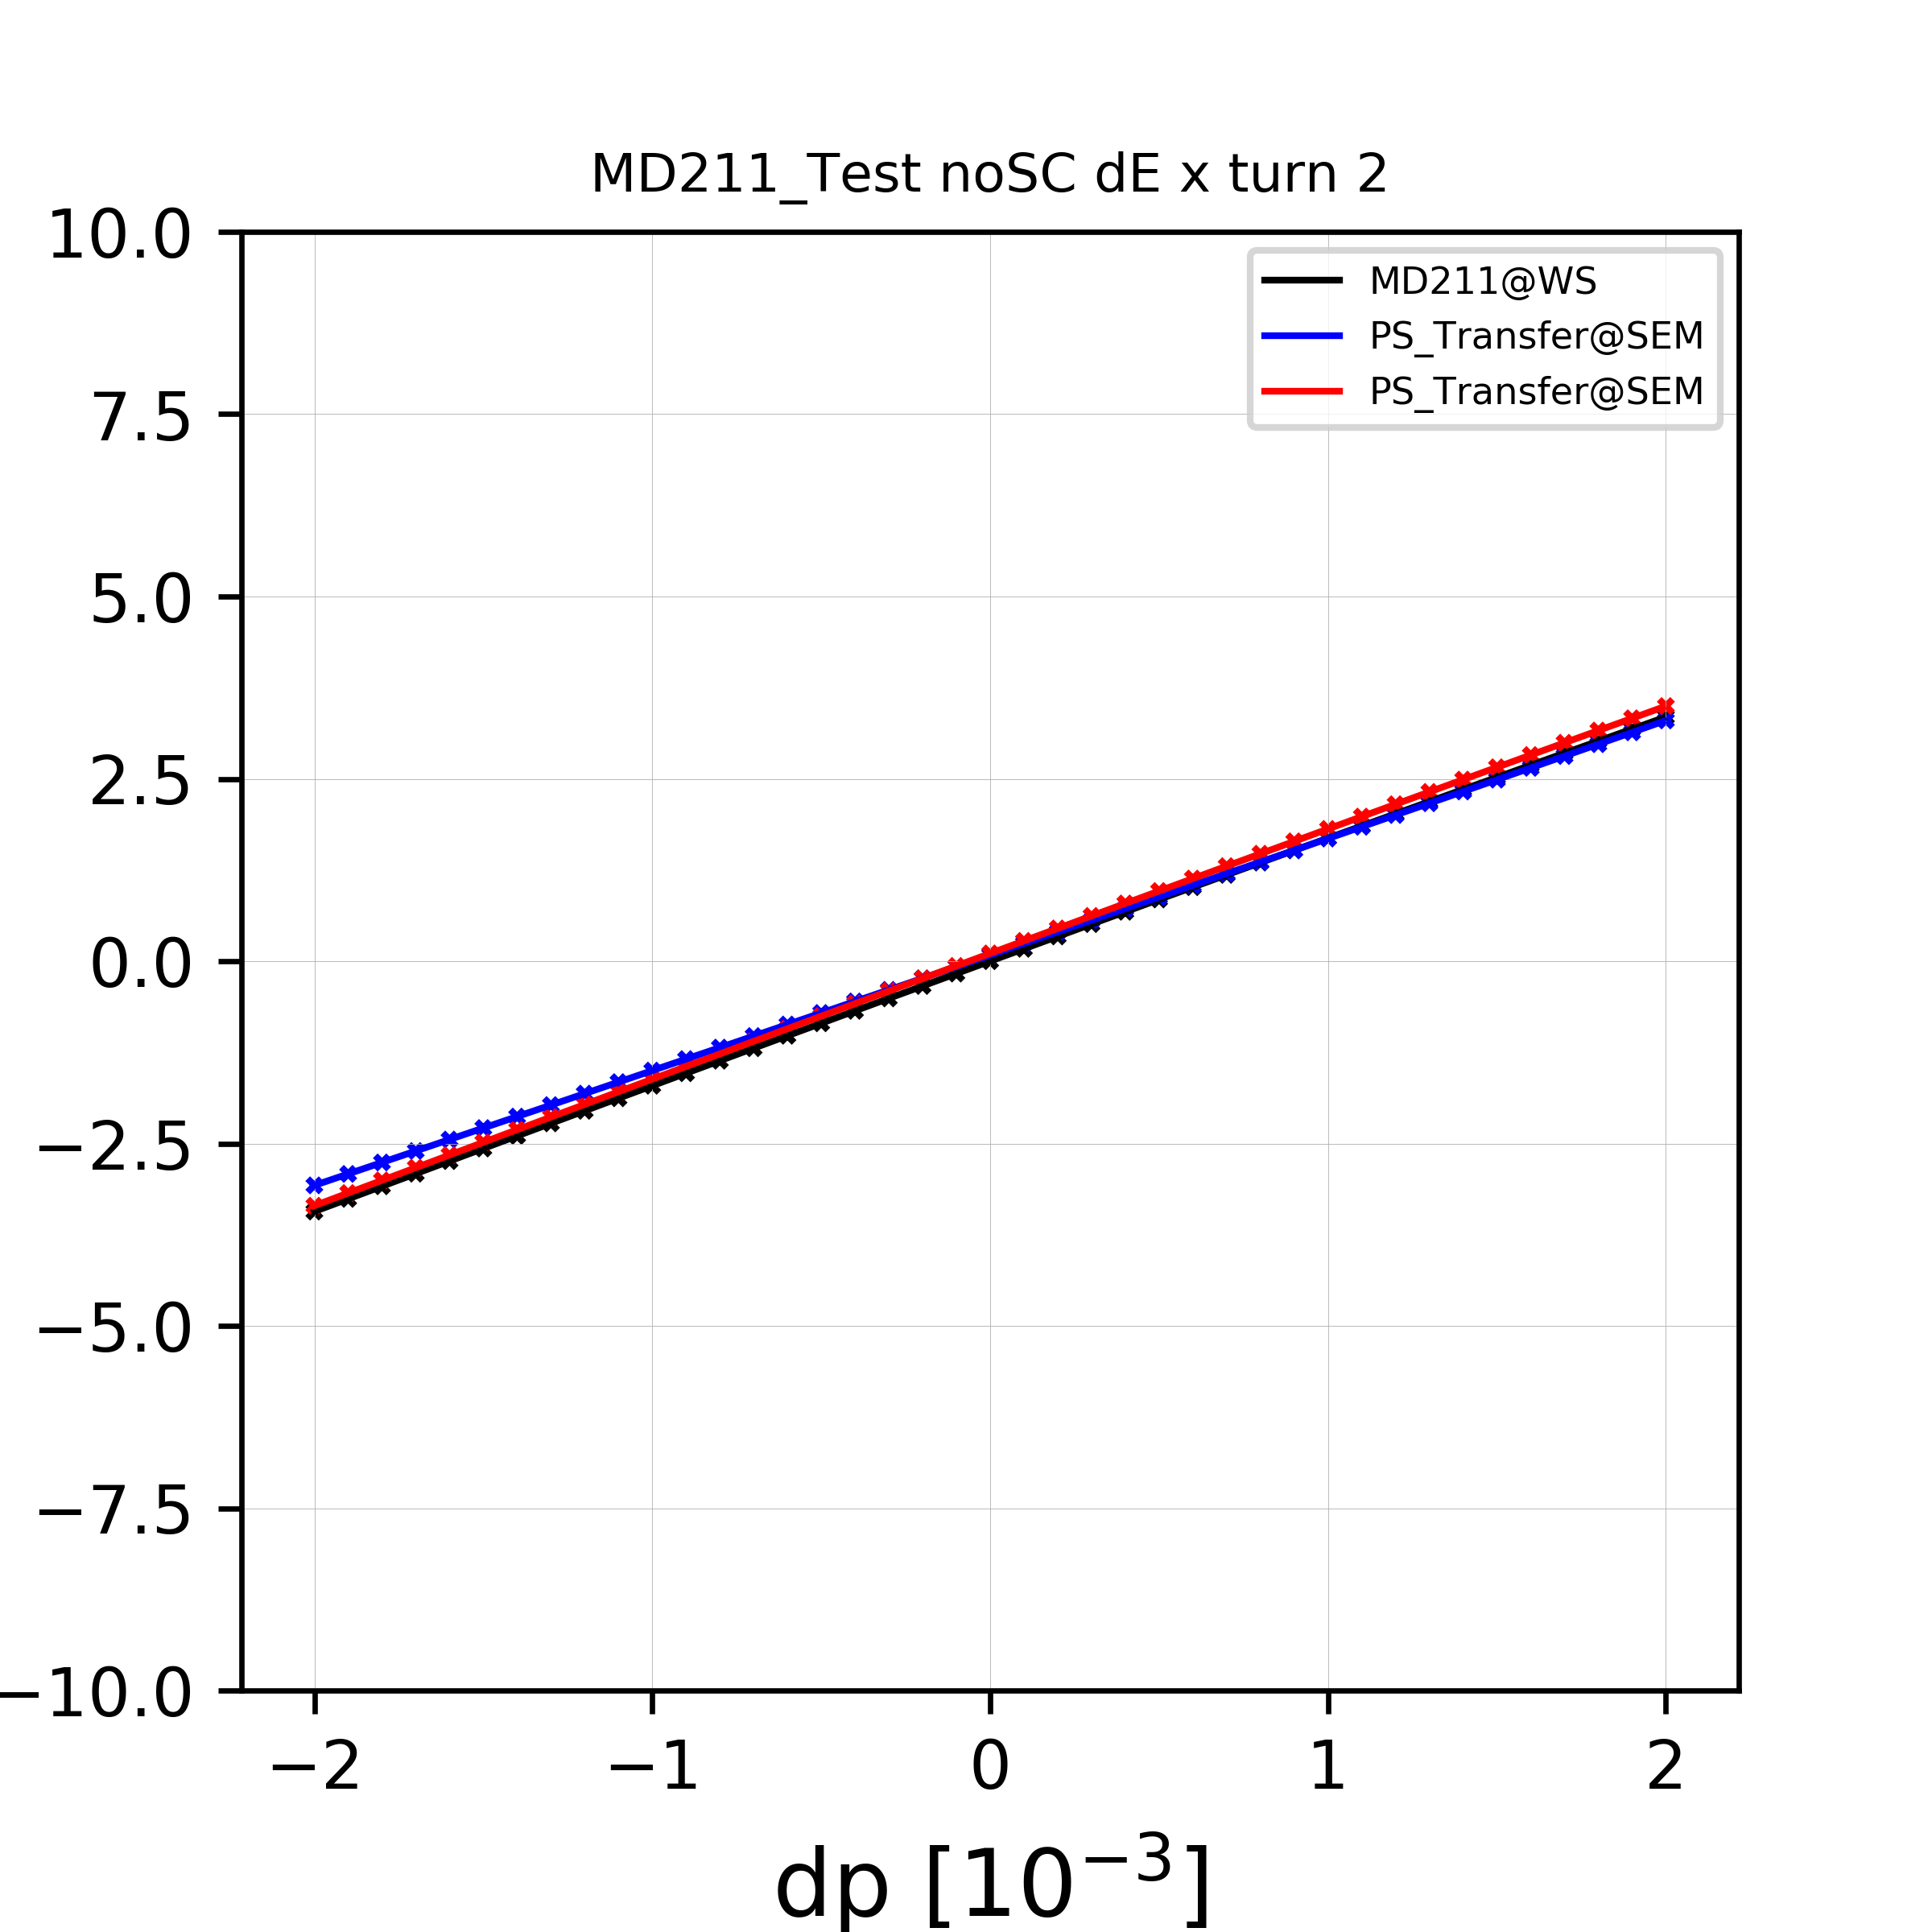 MD211_Test noSC dE x turn 2
10.0
7.5
5.0
2.5
0.0
−2.5
−5.0
−7.5
−10.0
MD211@WS
PS_Transfer@SEM
PS_Transfer@SEM
−2 −1 0 1 2
dp [10⁻³]